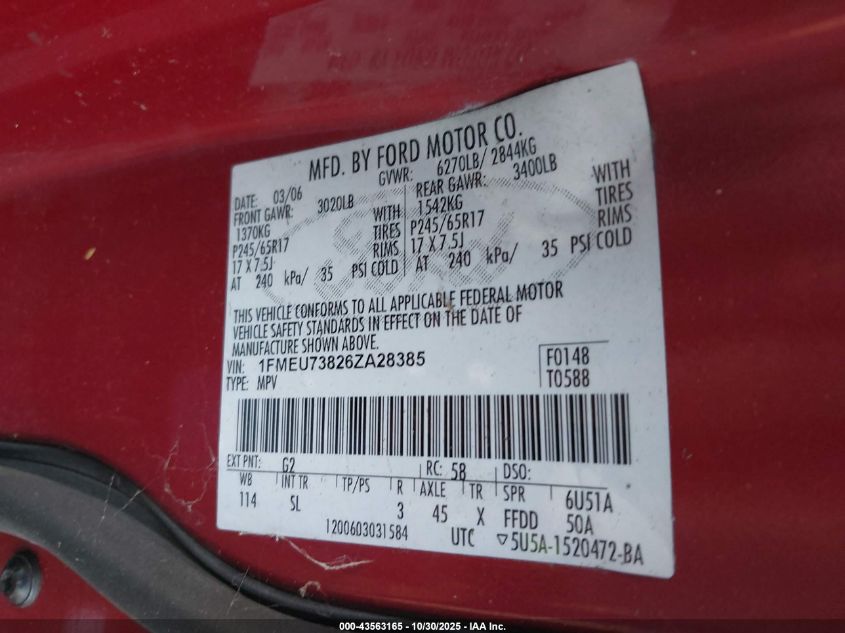 MFD. BY FORD MOTOR CO.
DATE: 03/06 GVWR: 6270LB/ 2844KG
FRONT GAWR: 3020LB REAR GAWR: 3400LB
1370KG WITH 1542KG WITH
P245/65R17 TIRES P245/65R17 TIRES
17 X 7.5J RIMS 17 X 7.5J RIMS
AT 240 kPa/ 35 PSI COLD AT 240 kPa/ 35 PSI COLD
THIS VEHICLE CONFORMS TO ALL APPLICABLE FEDERAL MOTOR
VEHICLE SAFETY STANDARDS IN EFFECT ON THE DATE OF
MANUFACTURE SHOWN ABOVE.
VIN: 1FMEU73826ZA28385 F0148
TYPE: MPV T0588
EXT PNT: G2 RC: 58 DSO:
WB INT TR TP/PS R AXLE TR SPR 6U51A
114 SL 3 45 X FFDD 50A
1200603031584 UTC ▽5U5A-1520472-BA
000-43563165 - 10/30/2025 - IAA Inc.